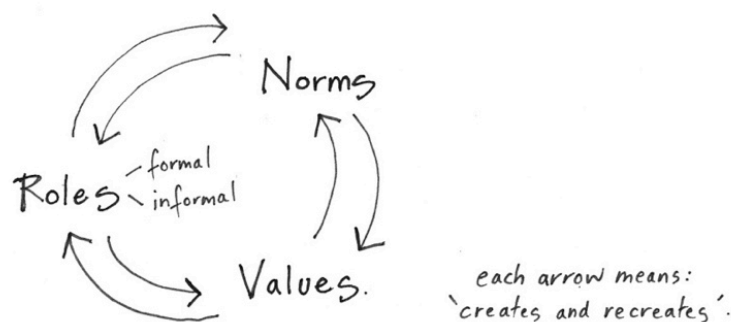 Norms
formal
Roles
informal
Values.
each arrow means:
'creates and recreates'.